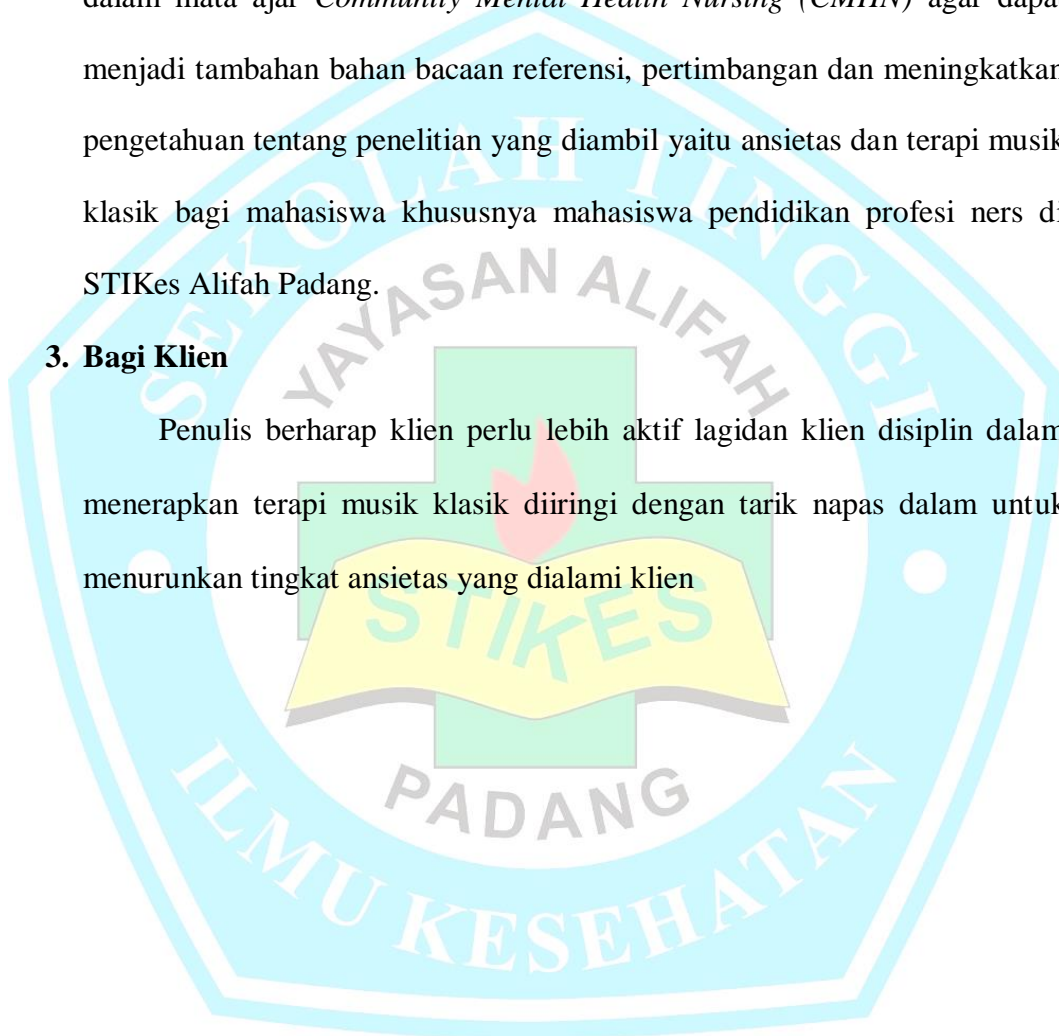 dalam mata ajar Community Mental Health Nursing (CMHN) agar dapat
menjadi tambahan bahan bacaan referensi, pertimbangan dan meningkatkan
pengetahuan tentang penelitian yang diambil yaitu ansietas dan terapi musik
klasik bagi mahasiswa khususnya mahasiswa pendidikan profesi ners di
STIKes Alifah Padang.
3. Bagi Klien
Penulis berharap klien perlu lebih aktif lagidan klien disiplin dalam
menerapkan terapi musik klasik diiringi dengan tarik napas dalam untuk
menurunkan tingkat ansietas yang dialami klien
SEKOLAH TINGGI
YAYASAN ALIFAH
STIKES
PADANG
ILMU KESEHATAN